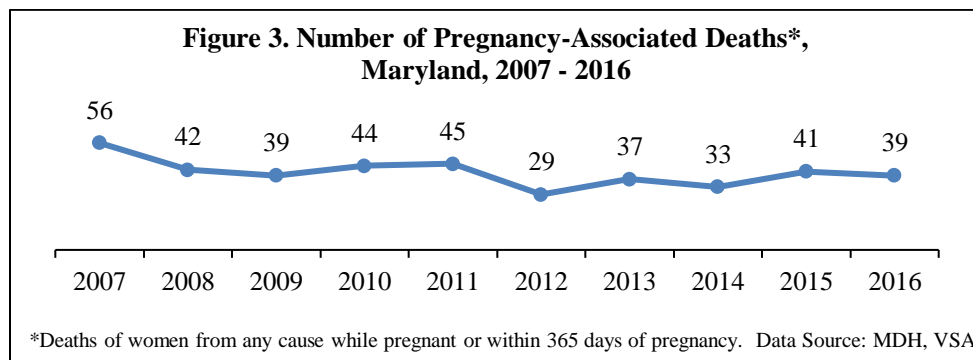 Figure 3. Number of Pregnancy-Associated Deaths*,
Maryland, 2007 - 2016
56 42 39 44 45 29 37 33 41 39
2007 2008 2009 2010 2011 2012 2013 2014 2015 2016
*Deaths of women from any cause while pregnant or within 365 days of pregnancy. Data Source: MDH, VSA